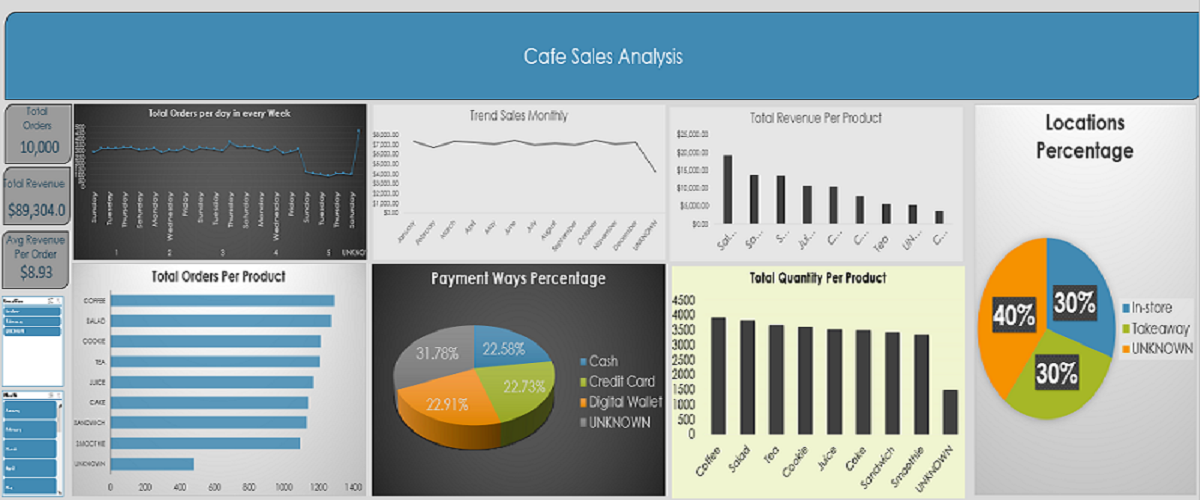 Cafe Sales Analysis
Total
Orders
10,000
Total Revenue
$89,304.0
Avg Revenue
Per Order
$8.93
Total Orders per day in every Week
Sunday
Tuesday
Thursday
Saturday
Monday
Wednesday
Friday
Sunday
Tuesday
Thursday
Saturday
Monday
Wednesday
Friday
Sunday
Tuesday
Thursday
Saturday
1
4
5
UNKNOW
Trend Sales Monthly
$8,000.00
$7,000.00
$6,000.00
$5,000.00
$4,000.00
$3,000.00
$2,000.00
$1,000.00
$0.00
January
February
March
April
May
June
July
August
September
October
November
December
UNKNOWN
Total Revenue Per Product
$25,000.00
$20,000.00
$15,000.00
$10,000.00
$5,000.00
$0.00
Sal...
Sa...
S...
Jui...
C...
C...
Tea
UN...
C...
Locations
Percentage
40%
30%
30%
In-store
Takeaway
UNKNOWN
Total Orders Per Product
COFFEE
SALAD
COOKIE
TEA
JUICE
CAKE
SANDWICH
SMOOTHIE
UNKNOWN
0 200 400 600 800 1000 1200 1400
Payment Ways Percentage
31.78%
22.58%
22.73%
22.91%
Cash
Credit Card
Digital Wallet
UNKNOWN
Total Quantity Per Product
4500
4000
3500
3000
2500
2000
1500
1000
500
0
Coffee
Salad
Tea
Cookie
Juice
Cake
Sandwich
Smoothie
UNKNOWN